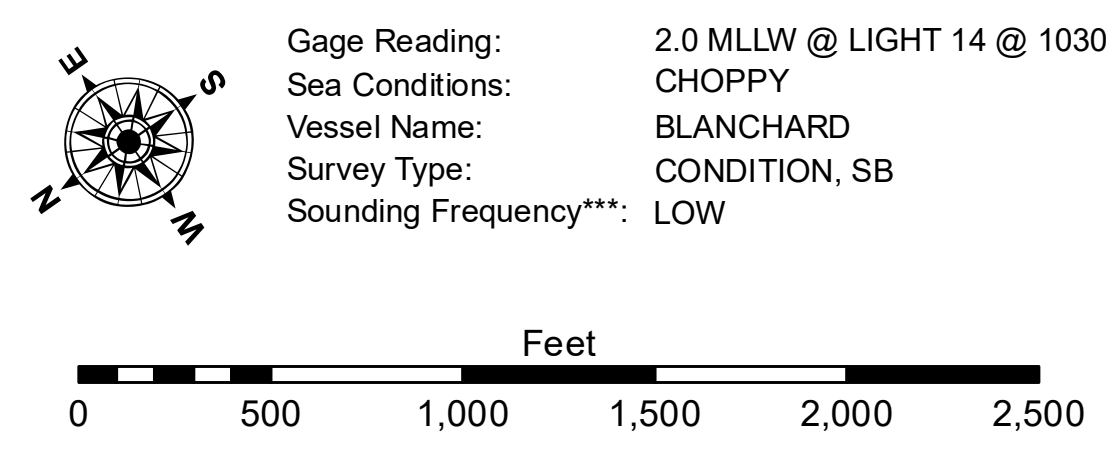 E
S
N
W
Gage Reading: 2.0 MLLW @ LIGHT 14 @ 1030
Sea Conditions: CHOPPY
Vessel Name: BLANCHARD
Survey Type: CONDITION, SB
Sounding Frequency***: LOW
Feet
0 500 1,000 1,500 2,000 2,500